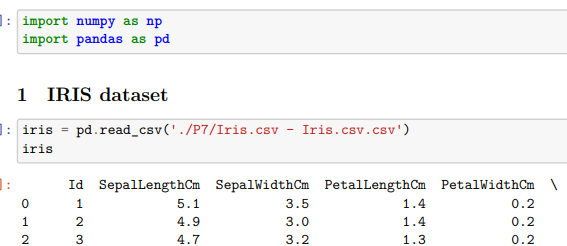 ]: import numpy as np
import pandas as pd
1 IRIS dataset
]: iris = pd.read_csv('./P7/Iris.csv - Iris.csv.csv')
iris
]: Id SepalLengthCm SepalWidthCm PetalLengthCm PetalWidthCm \
0 1 5.1 3.5 1.4 0.2
1 2 4.9 3.0 1.4 0.2
2 3 4.7 3.2 1.3 0.2